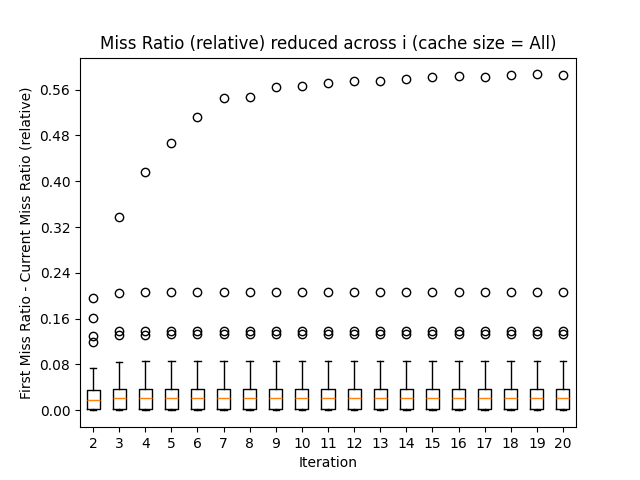 Miss Ratio (relative) reduced across i (cache size = All)
First Miss Ratio - Current Miss Ratio (relative)
0.56
0.48
0.40
0.32
0.24
0.16
0.08
0.00
2 3 4 5 6 7 8 9 10 11 12 13 14 15 16 17 18 19 20
Iteration